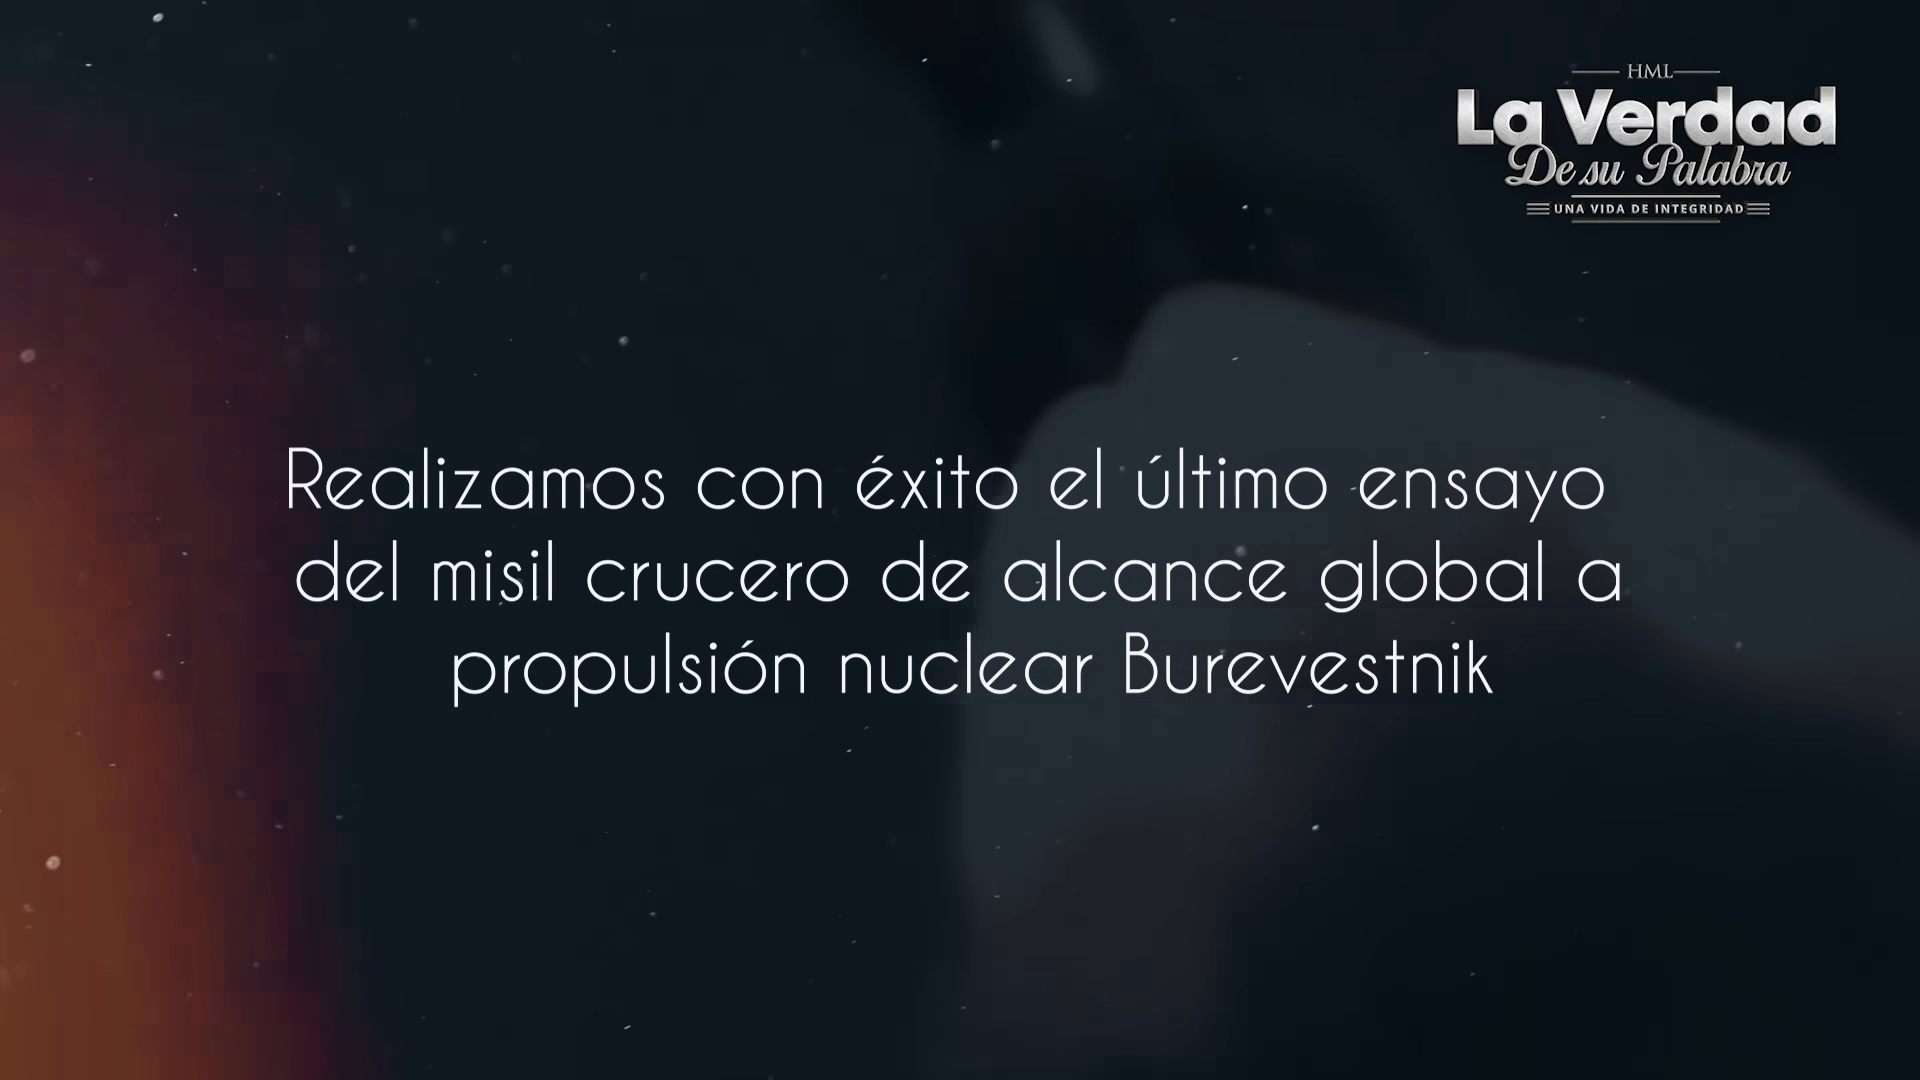 HML
La Verdad
De su Palabra
UNA VIDA DE INTEGRIDAD
Realizamos con éxito el último ensayo
del misil crucero de alcance global a
propulsión nuclear Burevestnik